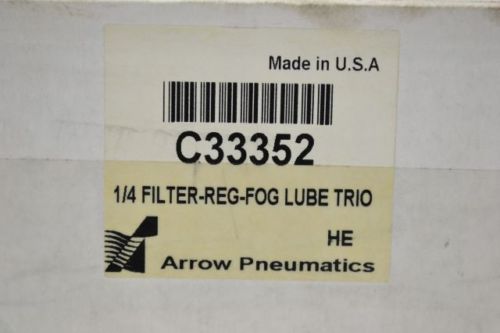 Made in U.S.A
C33352
1/4 FILTER-REG-FOG LUBE TRIO
HE
Arrow Pneumatics